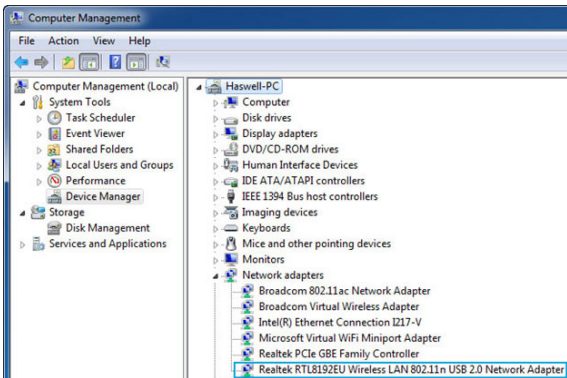 Computer Management
File Action View Help
Computer Management (Local)
System Tools
Task Scheduler
Event Viewer
Shared Folders
Local Users and Groups
Performance
Device Manager
Storage
Disk Management
Services and Applications
Haswell-PC
Computer
Disk drives
Display adapters
DVD/CD-ROM drives
Human Interface Devices
IDE ATA/ATAPI controllers
IEEE 1394 Bus host controllers
Imaging devices
Keyboards
Mice and other pointing devices
Monitors
Network adapters
Broadcom 802.11ac Network Adapter
Broadcom Virtual Wireless Adapter
Intel(R) Ethernet Connection I217-V
Microsoft Virtual WiFi Miniport Adapter
Realtek PCIe GBE Family Controller
Realtek RTL8192EU Wireless LAN 802.11n USB 2.0 Network Adapter